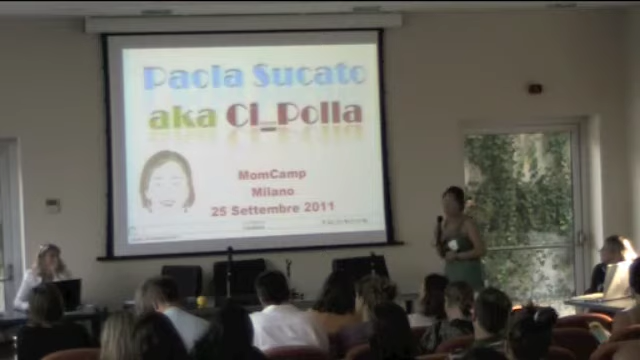 Paola Sucato
aka Ci_Polla
MomCamp
Milano
25 Settembre 2011